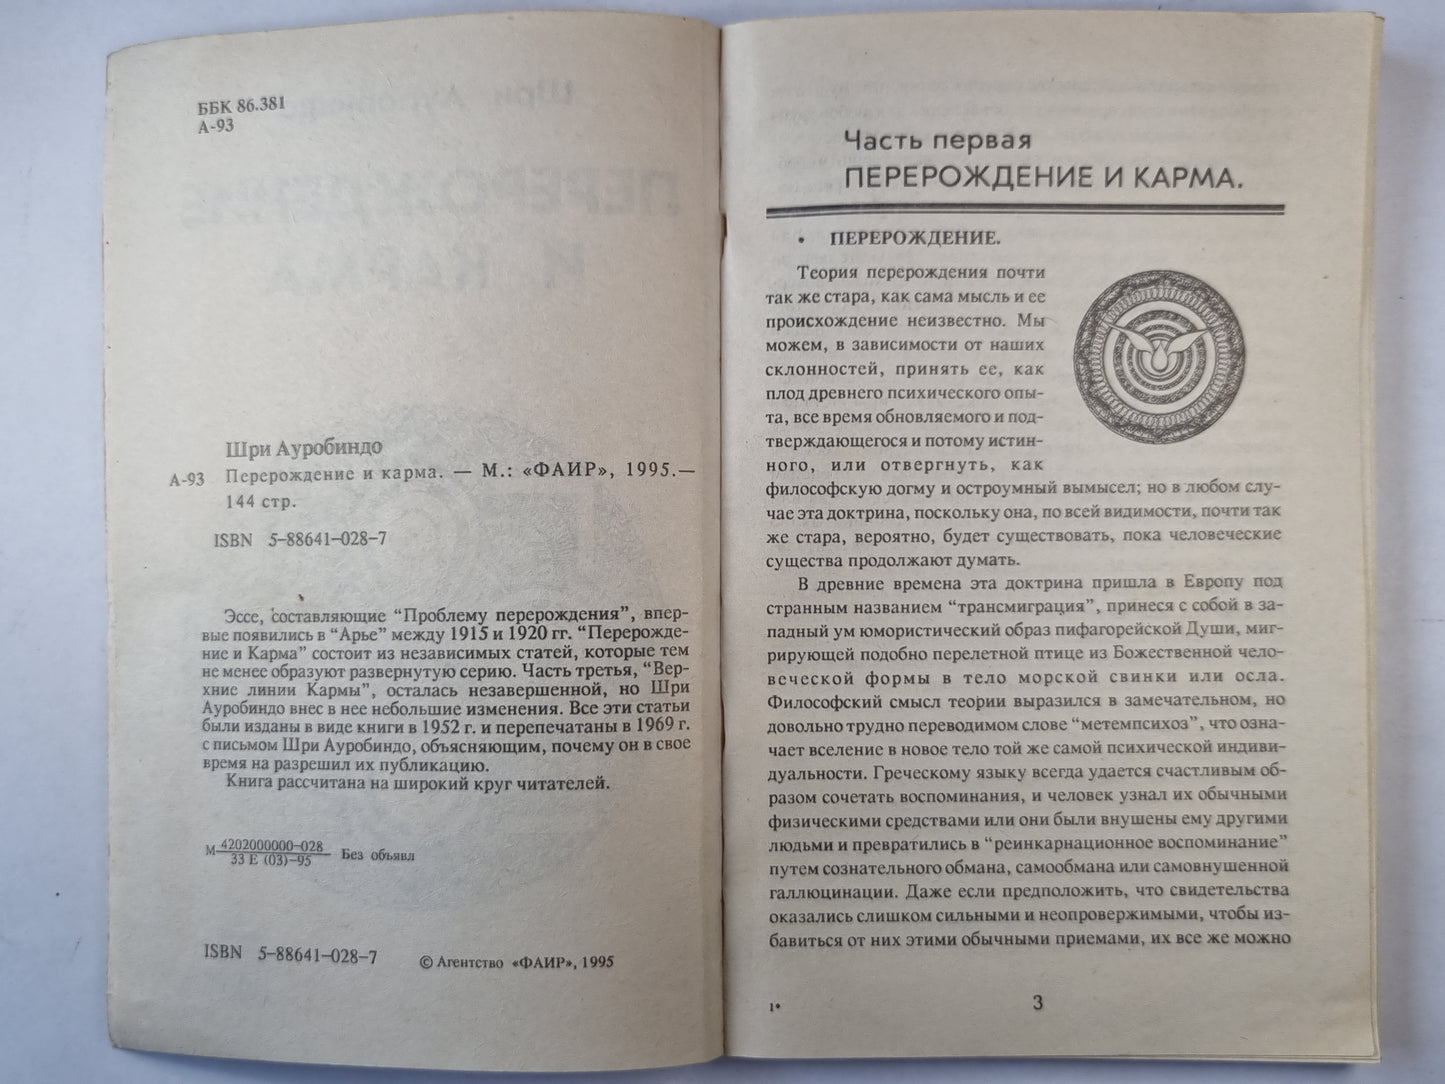 ББК 86.381
А-93
Шри Ауробиндо
А-93 Перерождение и карма. — М.: «ФАИР», 1995.—
144 стр.
ISBN 5-88641-028-7
Эссе, составляющие “Проблему перерождения”, впер-
вые появились в “Арье” между 1915 и 1920 гг. “Перерожде-
ние и Карма” состоит из независимых статей, которые тем
не менее образуют развернутую серию. Часть третья, “Вер-
хние линии Кармы”, осталась незавершенной, но Шри
Ауробиндо внес в нее небольшие изменения. Все эти статьи
были изданы в виде книги в 1952 г. и перепечатаны в 1969 г.
с письмом Шри Ауробиндо, объясняющим, почему он в свое
время на разрешил их публикацию.
Книга рассчитана на широкий круг читателей.
М 4202000000-028
33 Е (03)-95 Без объявл
ISBN 5-88641-028-7 © Агентство «ФАИР», 1995
Часть первая
ПЕРЕРОЖДЕНИЕ И КАРМА.
• ПЕРЕРОЖДЕНИЕ.
Теория перерождения почти
так же стара, как сама мысль и ее
происхождение неизвестно. Мы
можем, в зависимости от наших
склонностей, принять ее, как
плод древнего психического опы-
та, все время обновляемого и под-
тверждающегося и потому истин-
ного, или отвергнуть, как
философскую догму и остроумный вымысел; но в любом слу-
чае эта доктрина, поскольку она, по всей видимости, почти так
же стара, вероятно, будет существовать, пока человеческие
существа продолжают думать.
В древние времена эта доктрина пришла в Европу под
странным названием “трансмиграция”, принеся с собой в за-
падный ум юмористический образ пифагорейской Души, миг-
рирующей подобно перелетной птице из Божественной чело-
веческой формы в тело морской свинки или осла.
Философский смысл теории выразился в замечательном, но
довольно трудно переводимом слове “метемпсихоз”, что озна-
чает вселение в новое тело той же самой психической индиви-
дуальности. Греческому языку всегда удается счастливым об-
разом сочетать воспоминания, и человек узнал их обычными
физическими средствами или они были внушены ему другими
людьми и превратились в “реинкарнационное воспоминание”
путем сознательного обмана, самообмана или самовнушенной
галлюцинации. Даже если предположить, что свидетельства
оказались слишком сильными и неопровержимыми, чтобы из-
бавиться от них этими обычными приемами, их все же можно
1* 3